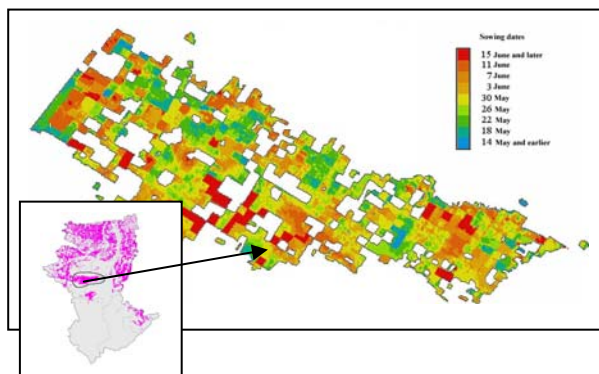 Sowing dates
15 June and later
11 June
7 June
3 June
30 May
26 May
22 May
18 May
14 May and earlier